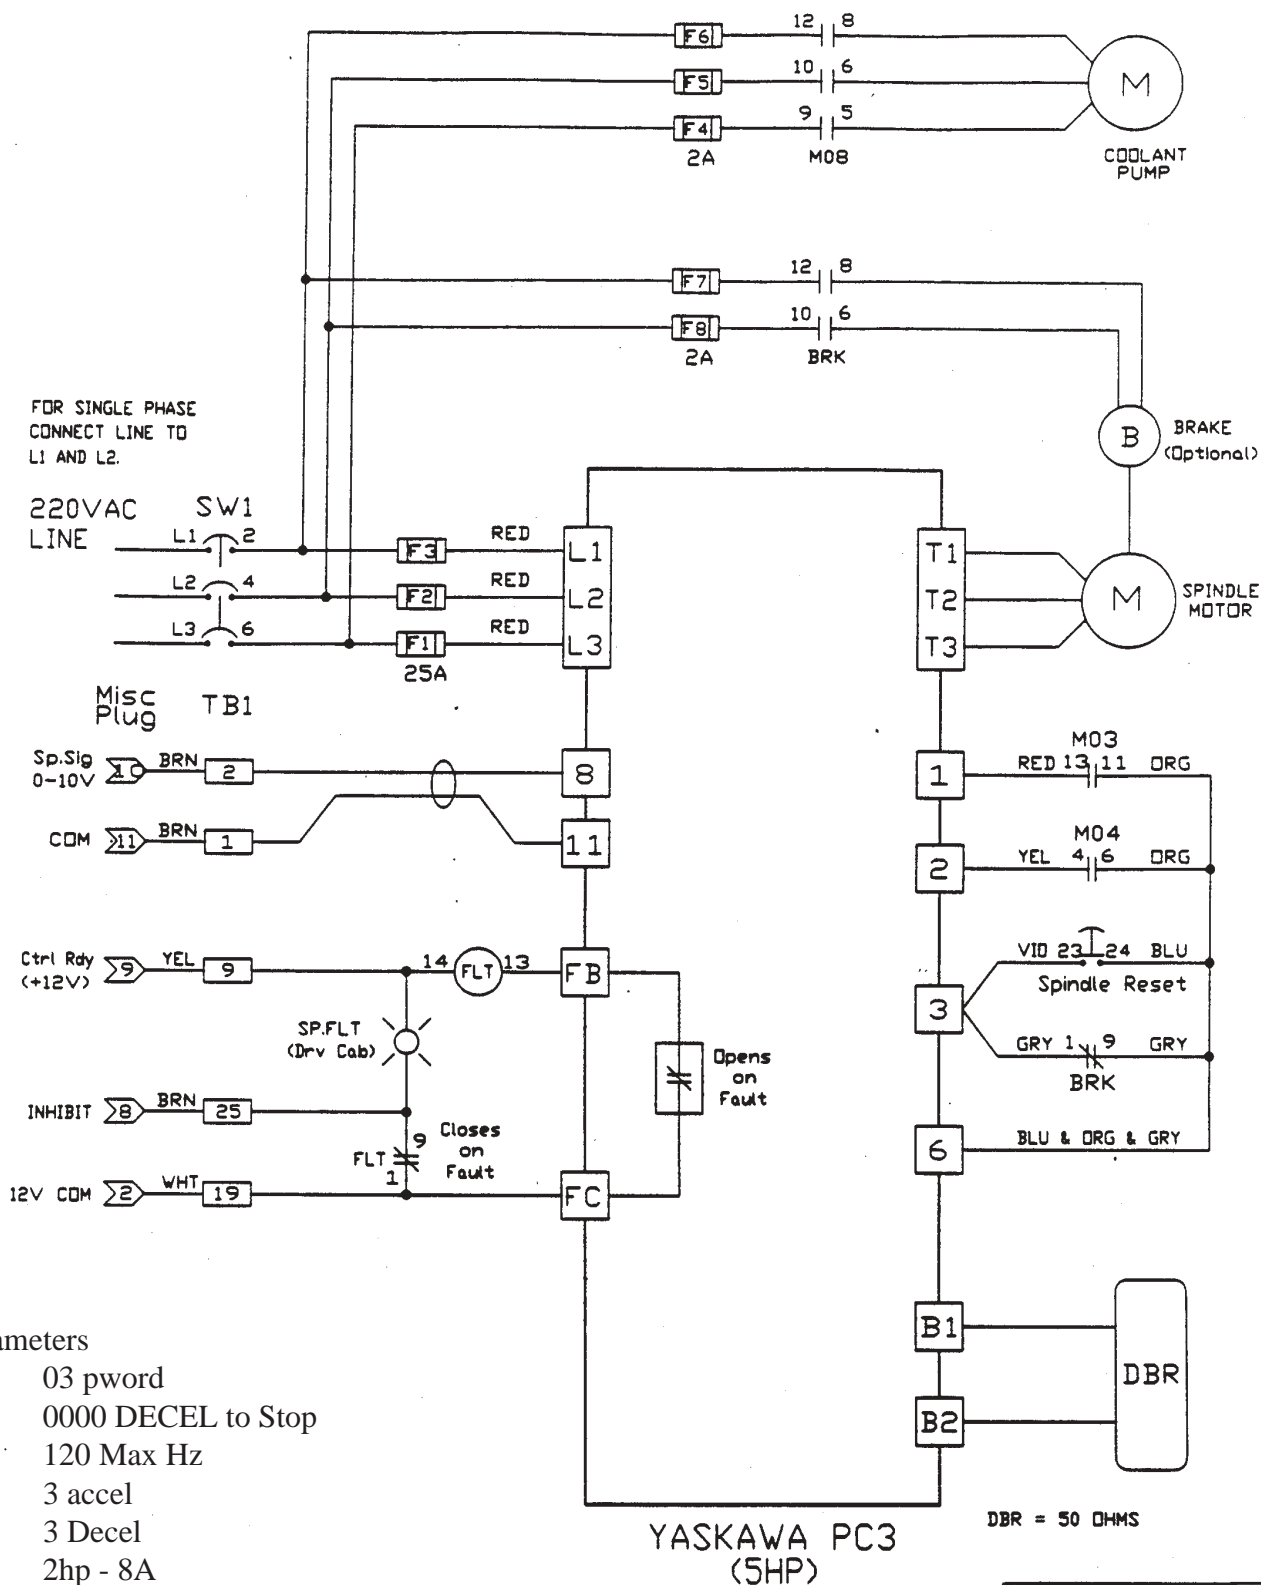 F6 12 8
F5 10 6
F4 9 5
2A M08
M
COOLANT
PUMP
F7 12 8
F8 10 6
2A BRK
B
BRAKE
(Optional)
FOR SINGLE PHASE
CONNECT LINE TO
L1 AND L2.
220VAC
LINE
SW1
L1 2 F3 RED L1
L2 4 F2 RED L2
L3 6 F1 RED L3
25A
T1
T2
T3
M
SPINDLE
MOTOR
Misc
Plug
TB1
Sp.Sig
0-10V
10 BRN 2 8
COM 11 BRN 1 11
M03
1 RED 13 11 ORG
M04
2 YEL 4 6 ORG
Ctrl Rdy
(+12V)
9 YEL 9 14 FLT 13 FB
VIO 23 24 BLU
Spindle Reset
3
GRY 1 9 GRY
BRK
SP.FLT
(Drv Cab)
Opens
on
Fault
INHIBIT 8 BRN 25
FLT 9
1
Closes
on
Fault
12V COM 2 WHT 19 FC
6 BLU & ORG & GRY
B1
B2
DBR
DBR = 50 OHMS
YASKAWA PC3
(5HP)
ameters
03 pword
0000 DECEL to Stop
120 Max Hz
3 accel
3 Decel
2hp - 8A